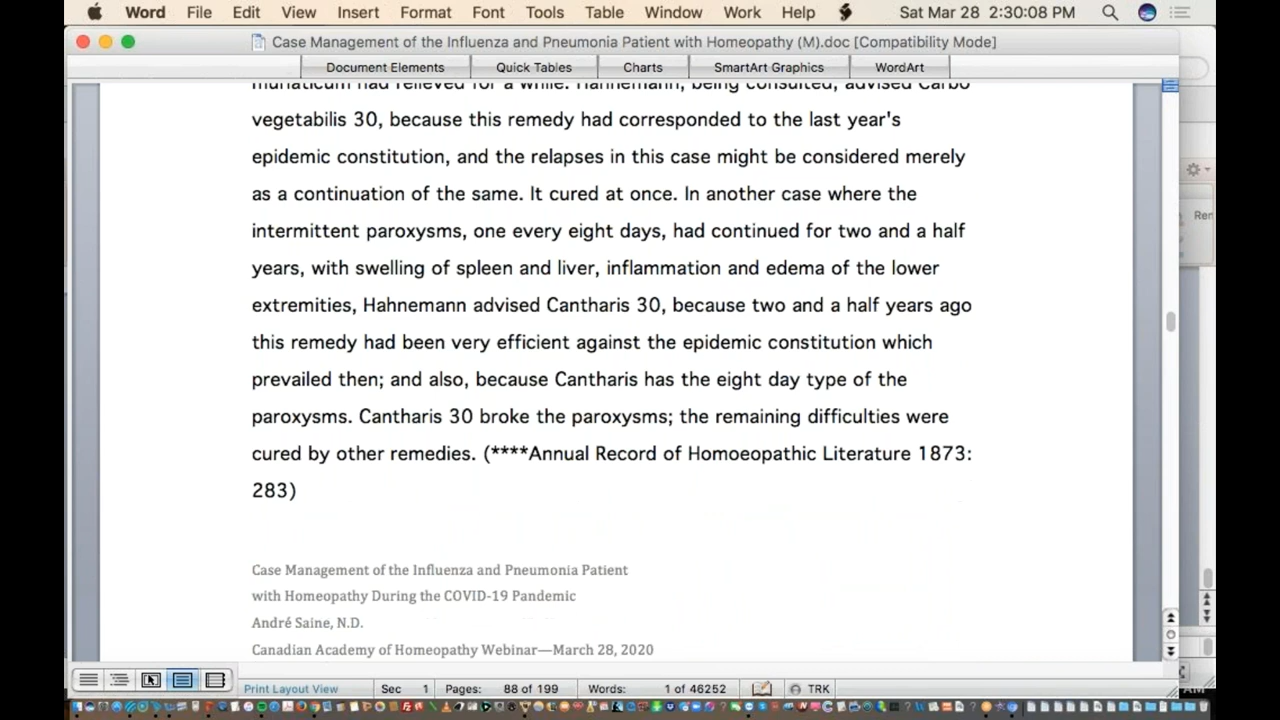 Word File Edit View Insert Format Font Tools Table Window Work Help Sat Mar 28 2:30:08 PM
Case Management of the Influenza and Pneumonia Patient with Homeopathy (M).doc [Compatibility Mode]
Document Elements Quick Tables Charts SmartArt Graphics WordArt
muriaticum had relieved for a while. Hahnemann, being consulted, advised Carbo
vegetabilis 30, because this remedy had corresponded to the last year's
epidemic constitution, and the relapses in this case might be considered merely
as a continuation of the same. It cured at once. In another case where the
intermittent paroxysms, one every eight days, had continued for two and a half
years, with swelling of spleen and liver, inflammation and edema of the lower
extremities, Hahnemann advised Cantharis 30, because two and a half years ago
this remedy had been very efficient against the epidemic constitution which
prevailed then; and also, because Cantharis has the eight day type of the
paroxysms. Cantharis 30 broke the paroxysms; the remaining difficulties were
cured by other remedies. (****Annual Record of Homoeopathic Literature 1873:
283)
Case Management of the Influenza and Pneumonia Patient
with Homeopathy During the COVID-19 Pandemic
André Saine, N.D.
Canadian Academy of Homeopathy Webinar—March 28, 2020
Print Layout View Sec 1 Pages: 88 of 199 Words: 1 of 46252 TRK